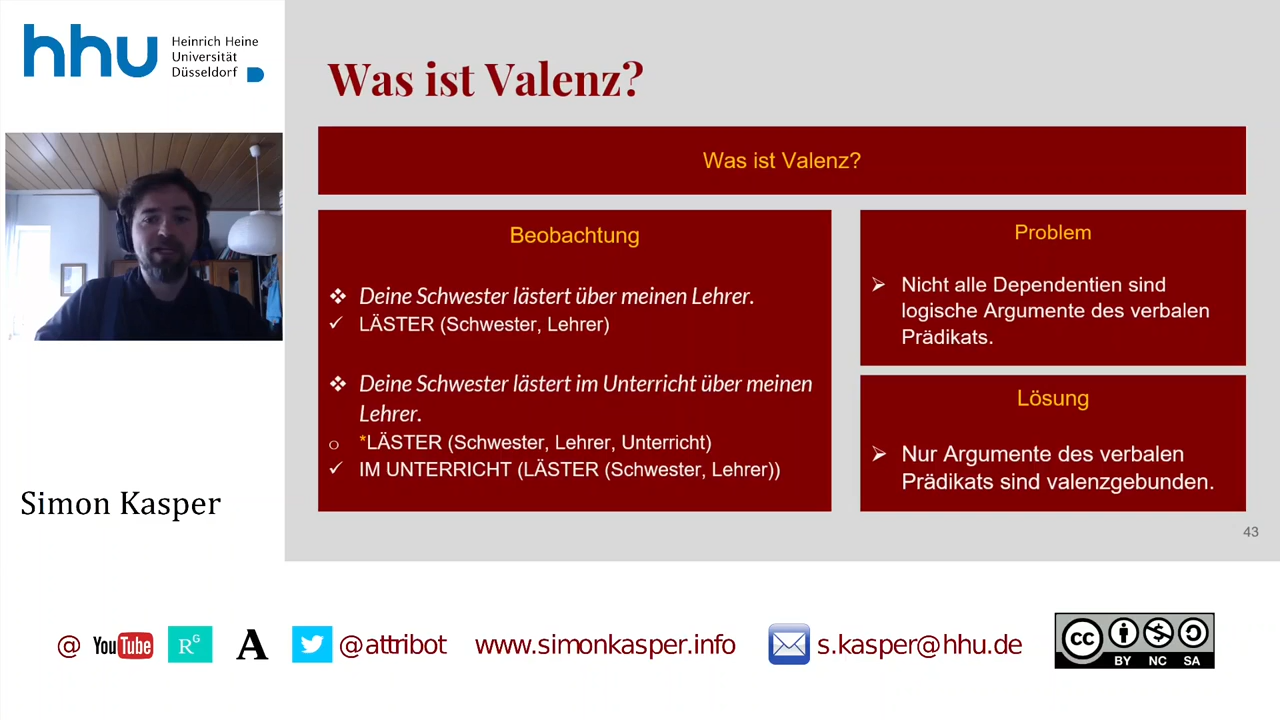 hhu Heinrich Heine
Universität
Düsseldorf
Was ist Valenz?
Was ist Valenz?
Beobachtung
❖ Deine Schwester lästert über meinen Lehrer.
✓ LÄSTER (Schwester, Lehrer)
❖ Deine Schwester lästert im Unterricht über meinen
Lehrer.
o *LÄSTER (Schwester, Lehrer, Unterricht)
✓ IM UNTERRICHT (LÄSTER (Schwester, Lehrer))
Problem
➢ Nicht alle Dependentien sind
logische Argumente des verbalen
Prädikats.
Lösung
➢ Nur Argumente des verbalen
Prädikats sind valenzgebunden.
43
Simon Kasper
@ YouTube RG A @attribot www.simonkasper.info s.kasper@hhu.de cc BY NC SA